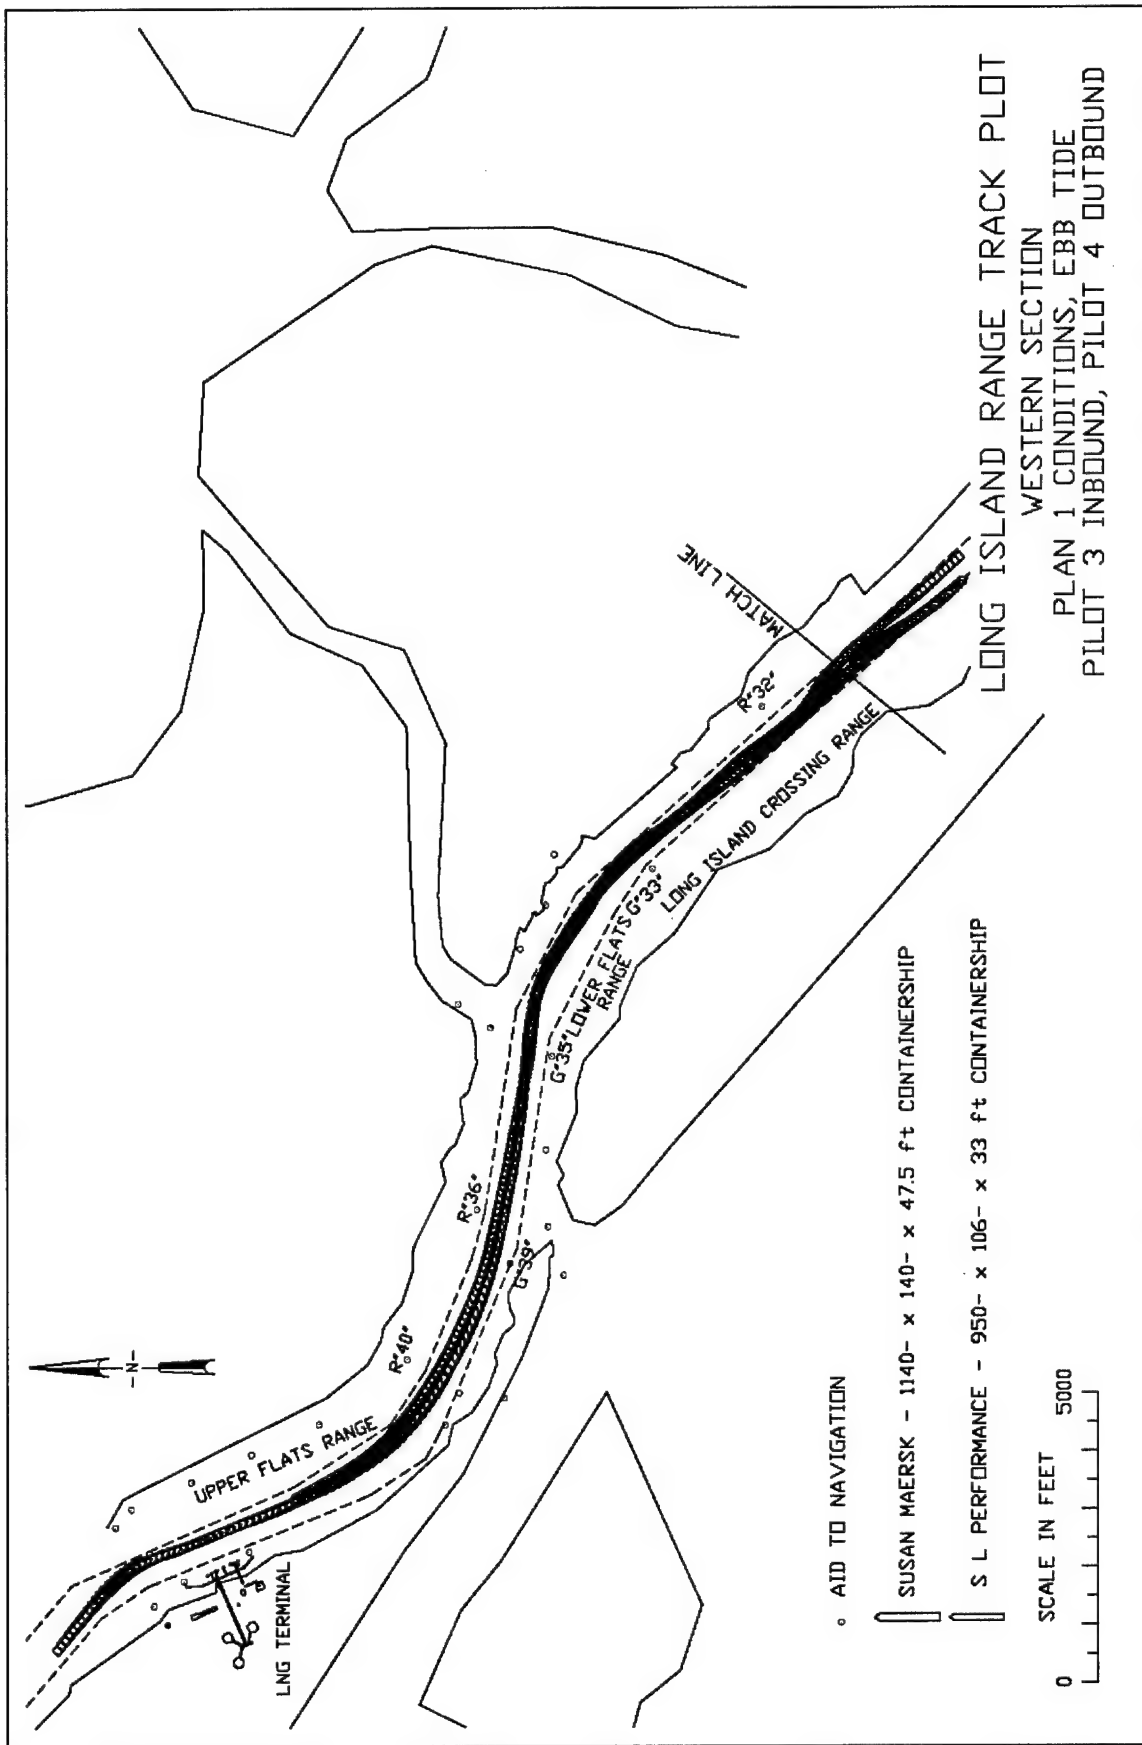 LONG ISLAND RANGE TRACK PLOT
WESTERN SECTION
PLAN 1 CONDITIONS, EBB TIDE
PILOT 3 INBOUND, PILOT 4 OUTBOUND
-N-
UPPER FLATS RANGE
LNG TERMINAL
R"40"
R"36"
G"39"
G"35"
LOWER FLATS
RANGE
G"33"
LONG ISLAND CROSSING RANGE
R"32"
MATCH LINE
AID TO NAVIGATION
SUSAN MAERSK - 1140- x 140- x 47.5 ft CONTAINERSHIP
S L PERFORMANCE - 950- x 106- x 33 ft CONTAINERSHIP
SCALE IN FEET
0 5000